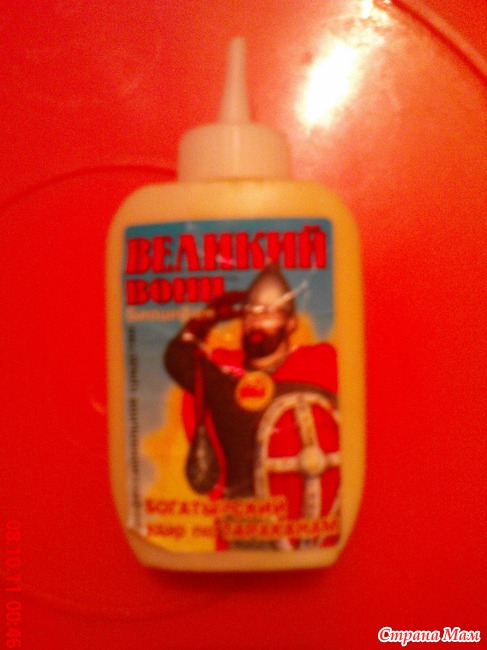 ВЕЛИКИЙ
ВОИН
БОГАТЫРСКИЙ
удар по ТАРАКАНАМ
08.10.'11 00:46
Страна Мам